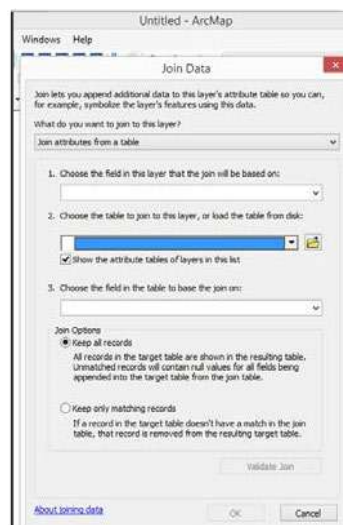 Untitled - ArcMap
Windows Help
Join Data
Join lets you append additional data to this layer's attribute table so you can,
for example, symbolize the layer's features using this data.
What do you want to join to this layer?
Join attributes from a table
1. Choose the field in this layer that the join will be based on:
2. Choose the table to join to this layer, or load the table from disk:
Show the attribute tables of layers in this list
3. Choose the field in the table to base the join on:
Join Options
Keep all records
All records in the target table are shown in the resulting table.
Unmatched records will contain null values for all fields being
appended into the target table from the join table.
Keep only matching records
If a record in the target table doesn't have a match in the join
table, that record is removed from the resulting target table.
Validate Join
About joining data
OK
Cancel